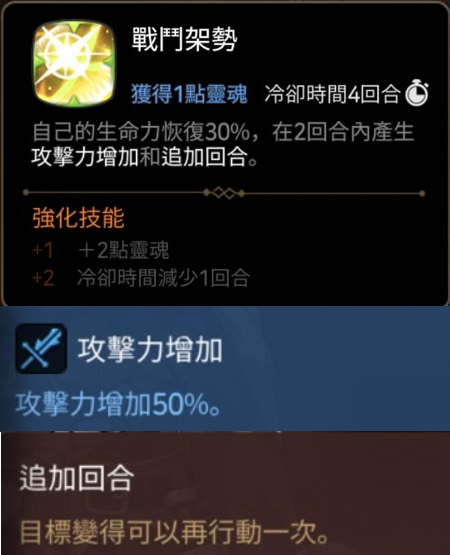 戰鬥架勢
獲得1點靈魂 冷卻時間4回合
自己的生命力恢復30%，在2回合內產生
攻擊力增加和追加回合。
強化技能
+1 +2點靈魂
+2 冷卻時間減少1回合
攻擊力增加
攻擊力增加50%。
追加回合
目標變得可以再行動一次。